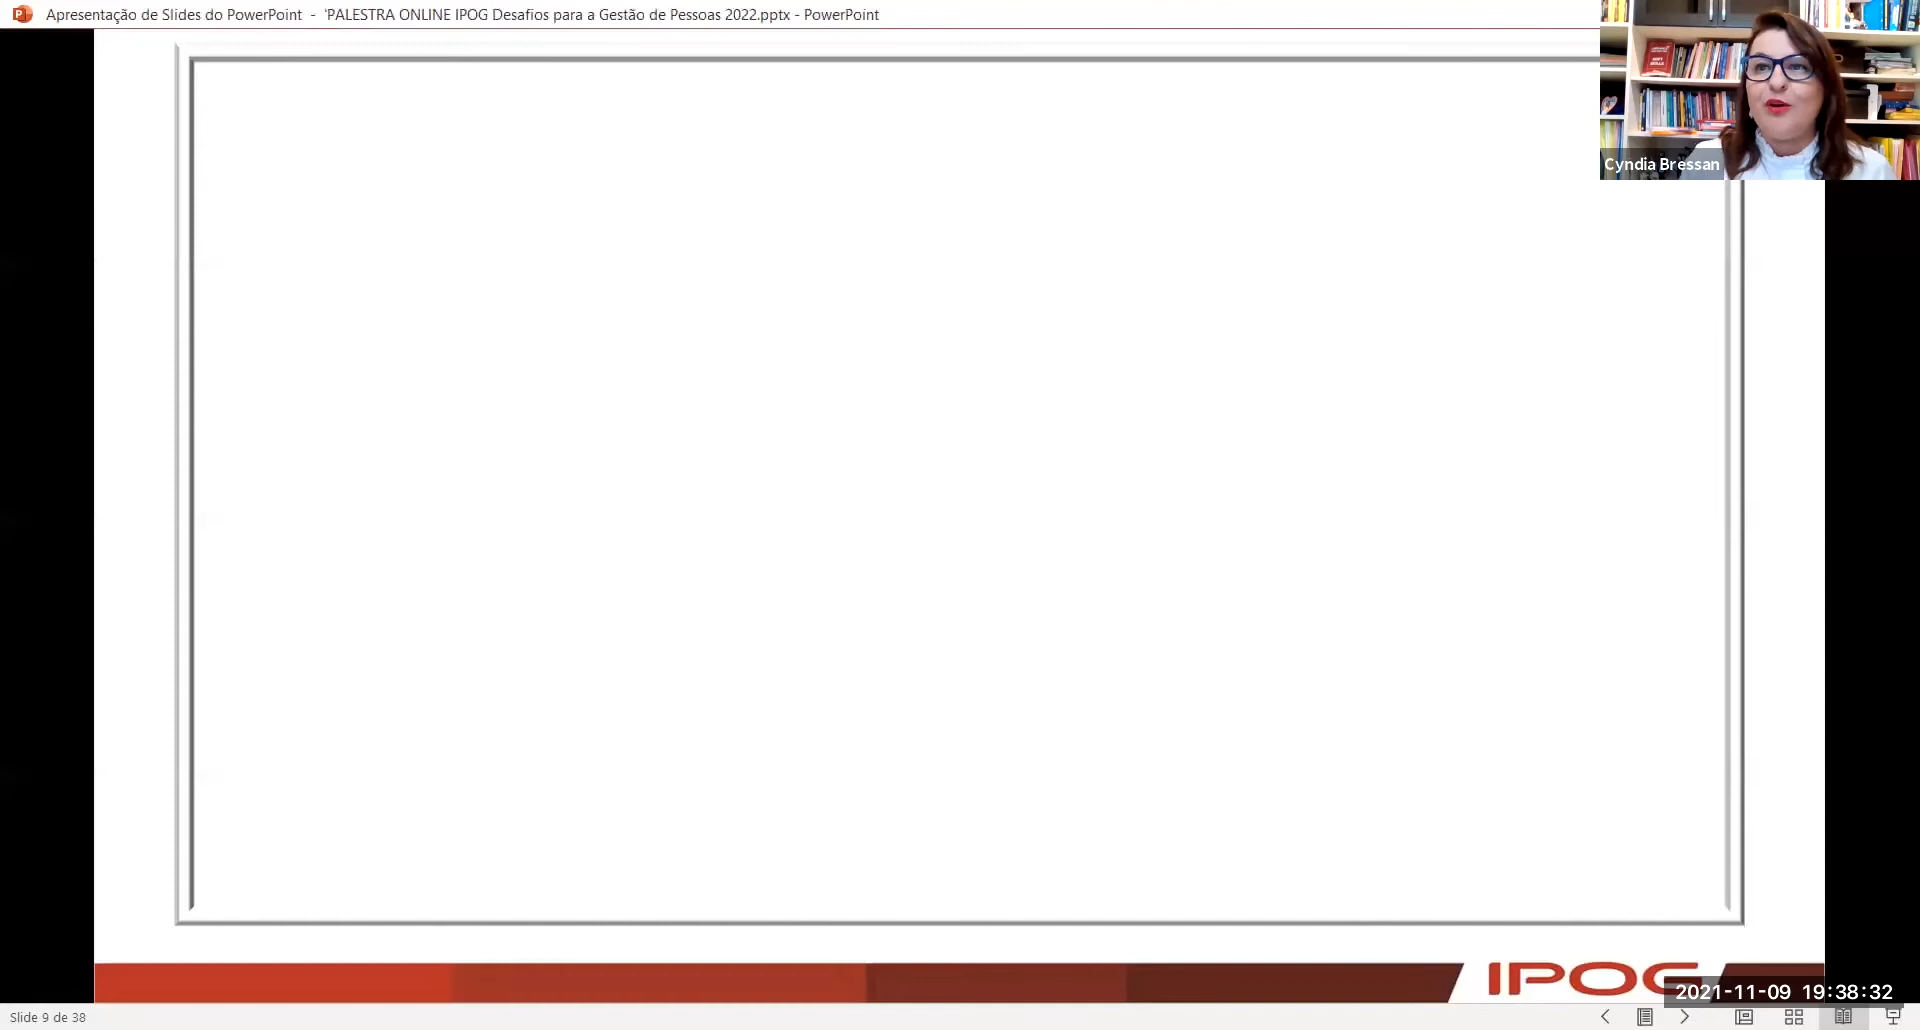 Apresentação de Slides do PowerPoint - 'PALESTRA ONLINE IPOG Desafios para a Gestão de Pessoas 2022.pptx - PowerPoint
Cyndia Bressan
IPOG
2021-11-09 19:38:32
Slide 9 de 38